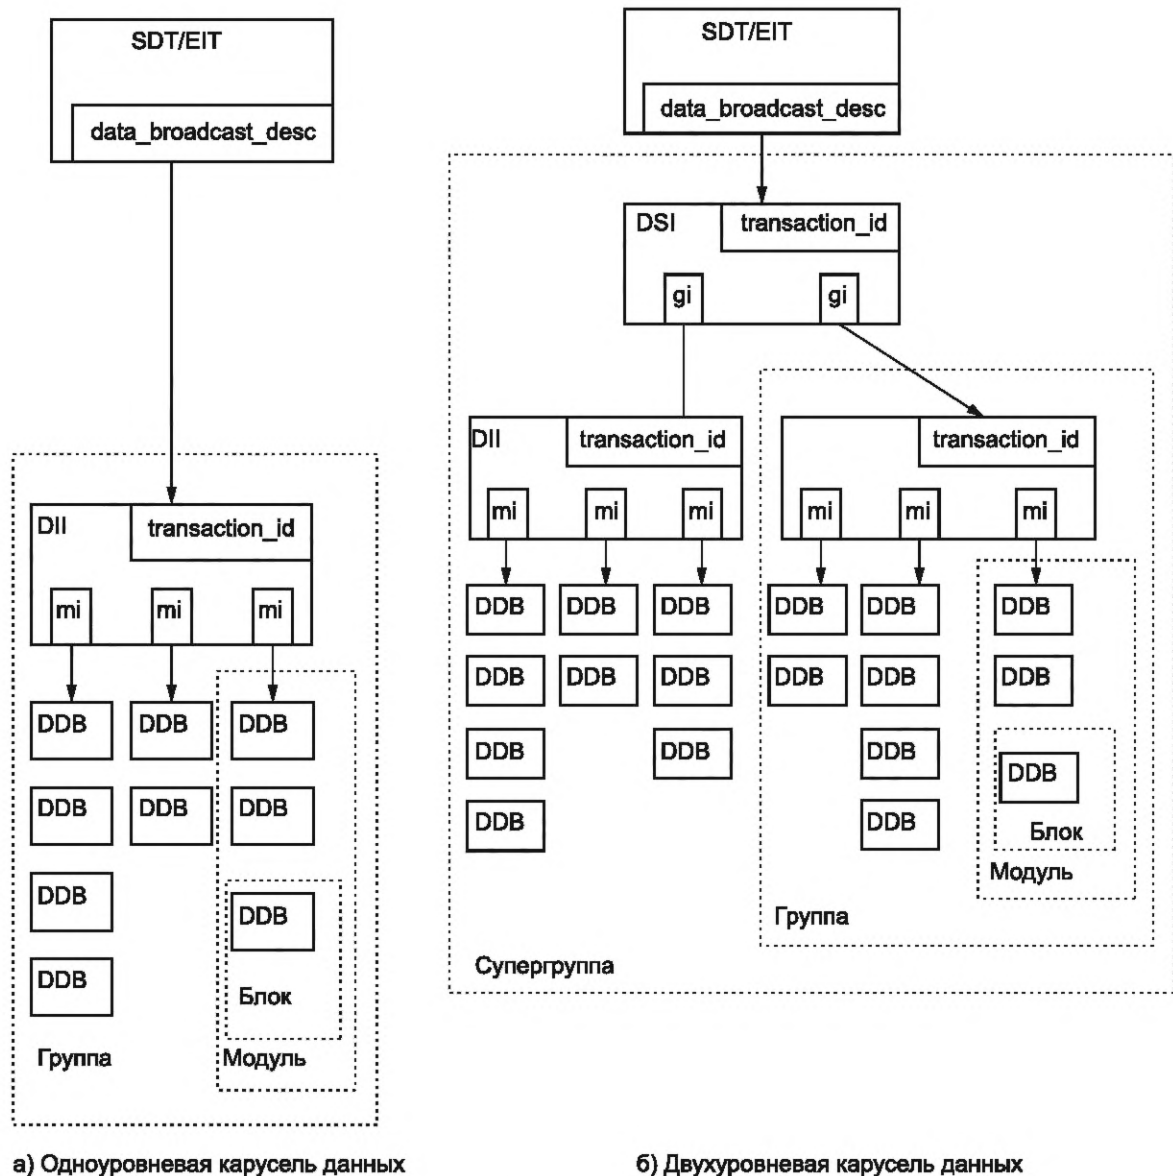 SDT/EIT
data_broadcast_desc
DII
transaction_id
mi mi mi
DDB DDB DDB
DDB DDB DDB
DDB DDB
DDB Блок
Группа Модуль
а) Одноуровневая карусель данных
SDT/EIT
data_broadcast_desc
DSI transaction_id
gi gi
DII transaction_id transaction_id
mi mi mi mi mi mi
DDB DDB DDB DDB DDB DDB
DDB DDB DDB DDB DDB DDB
DDB DDB DDB DDB
DDB DDB Блок
Модуль
Группа
Супергруппа
б) Двухуровневая карусель данных